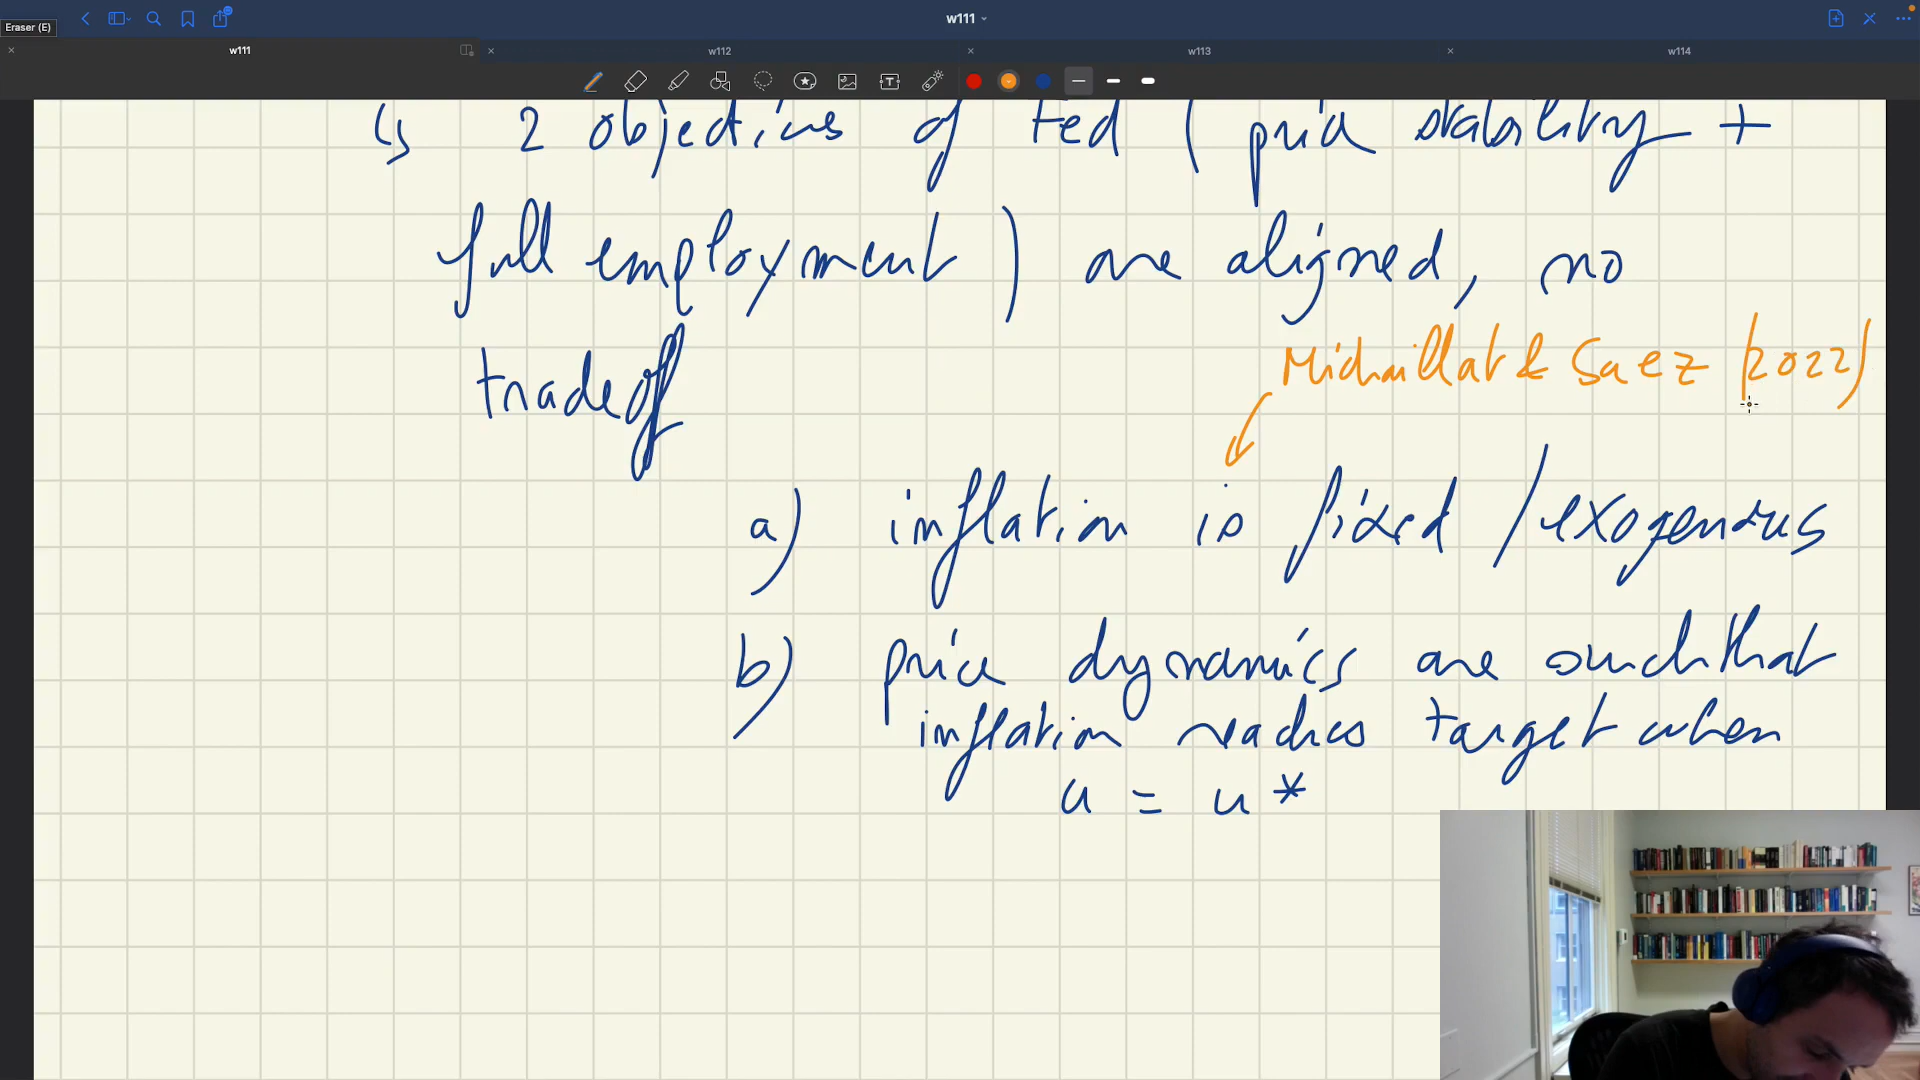 w111
Eraser (E)
w111
w112
w113
w114
↳ 2 objectives of Fed ( price stability +
full employment ) are aligned, no
tradeoff
Michaillat & Saez (2022)
a) inflation is fixed / exogenous
b) price dynamics are such that
inflation reaches target when
u = u*